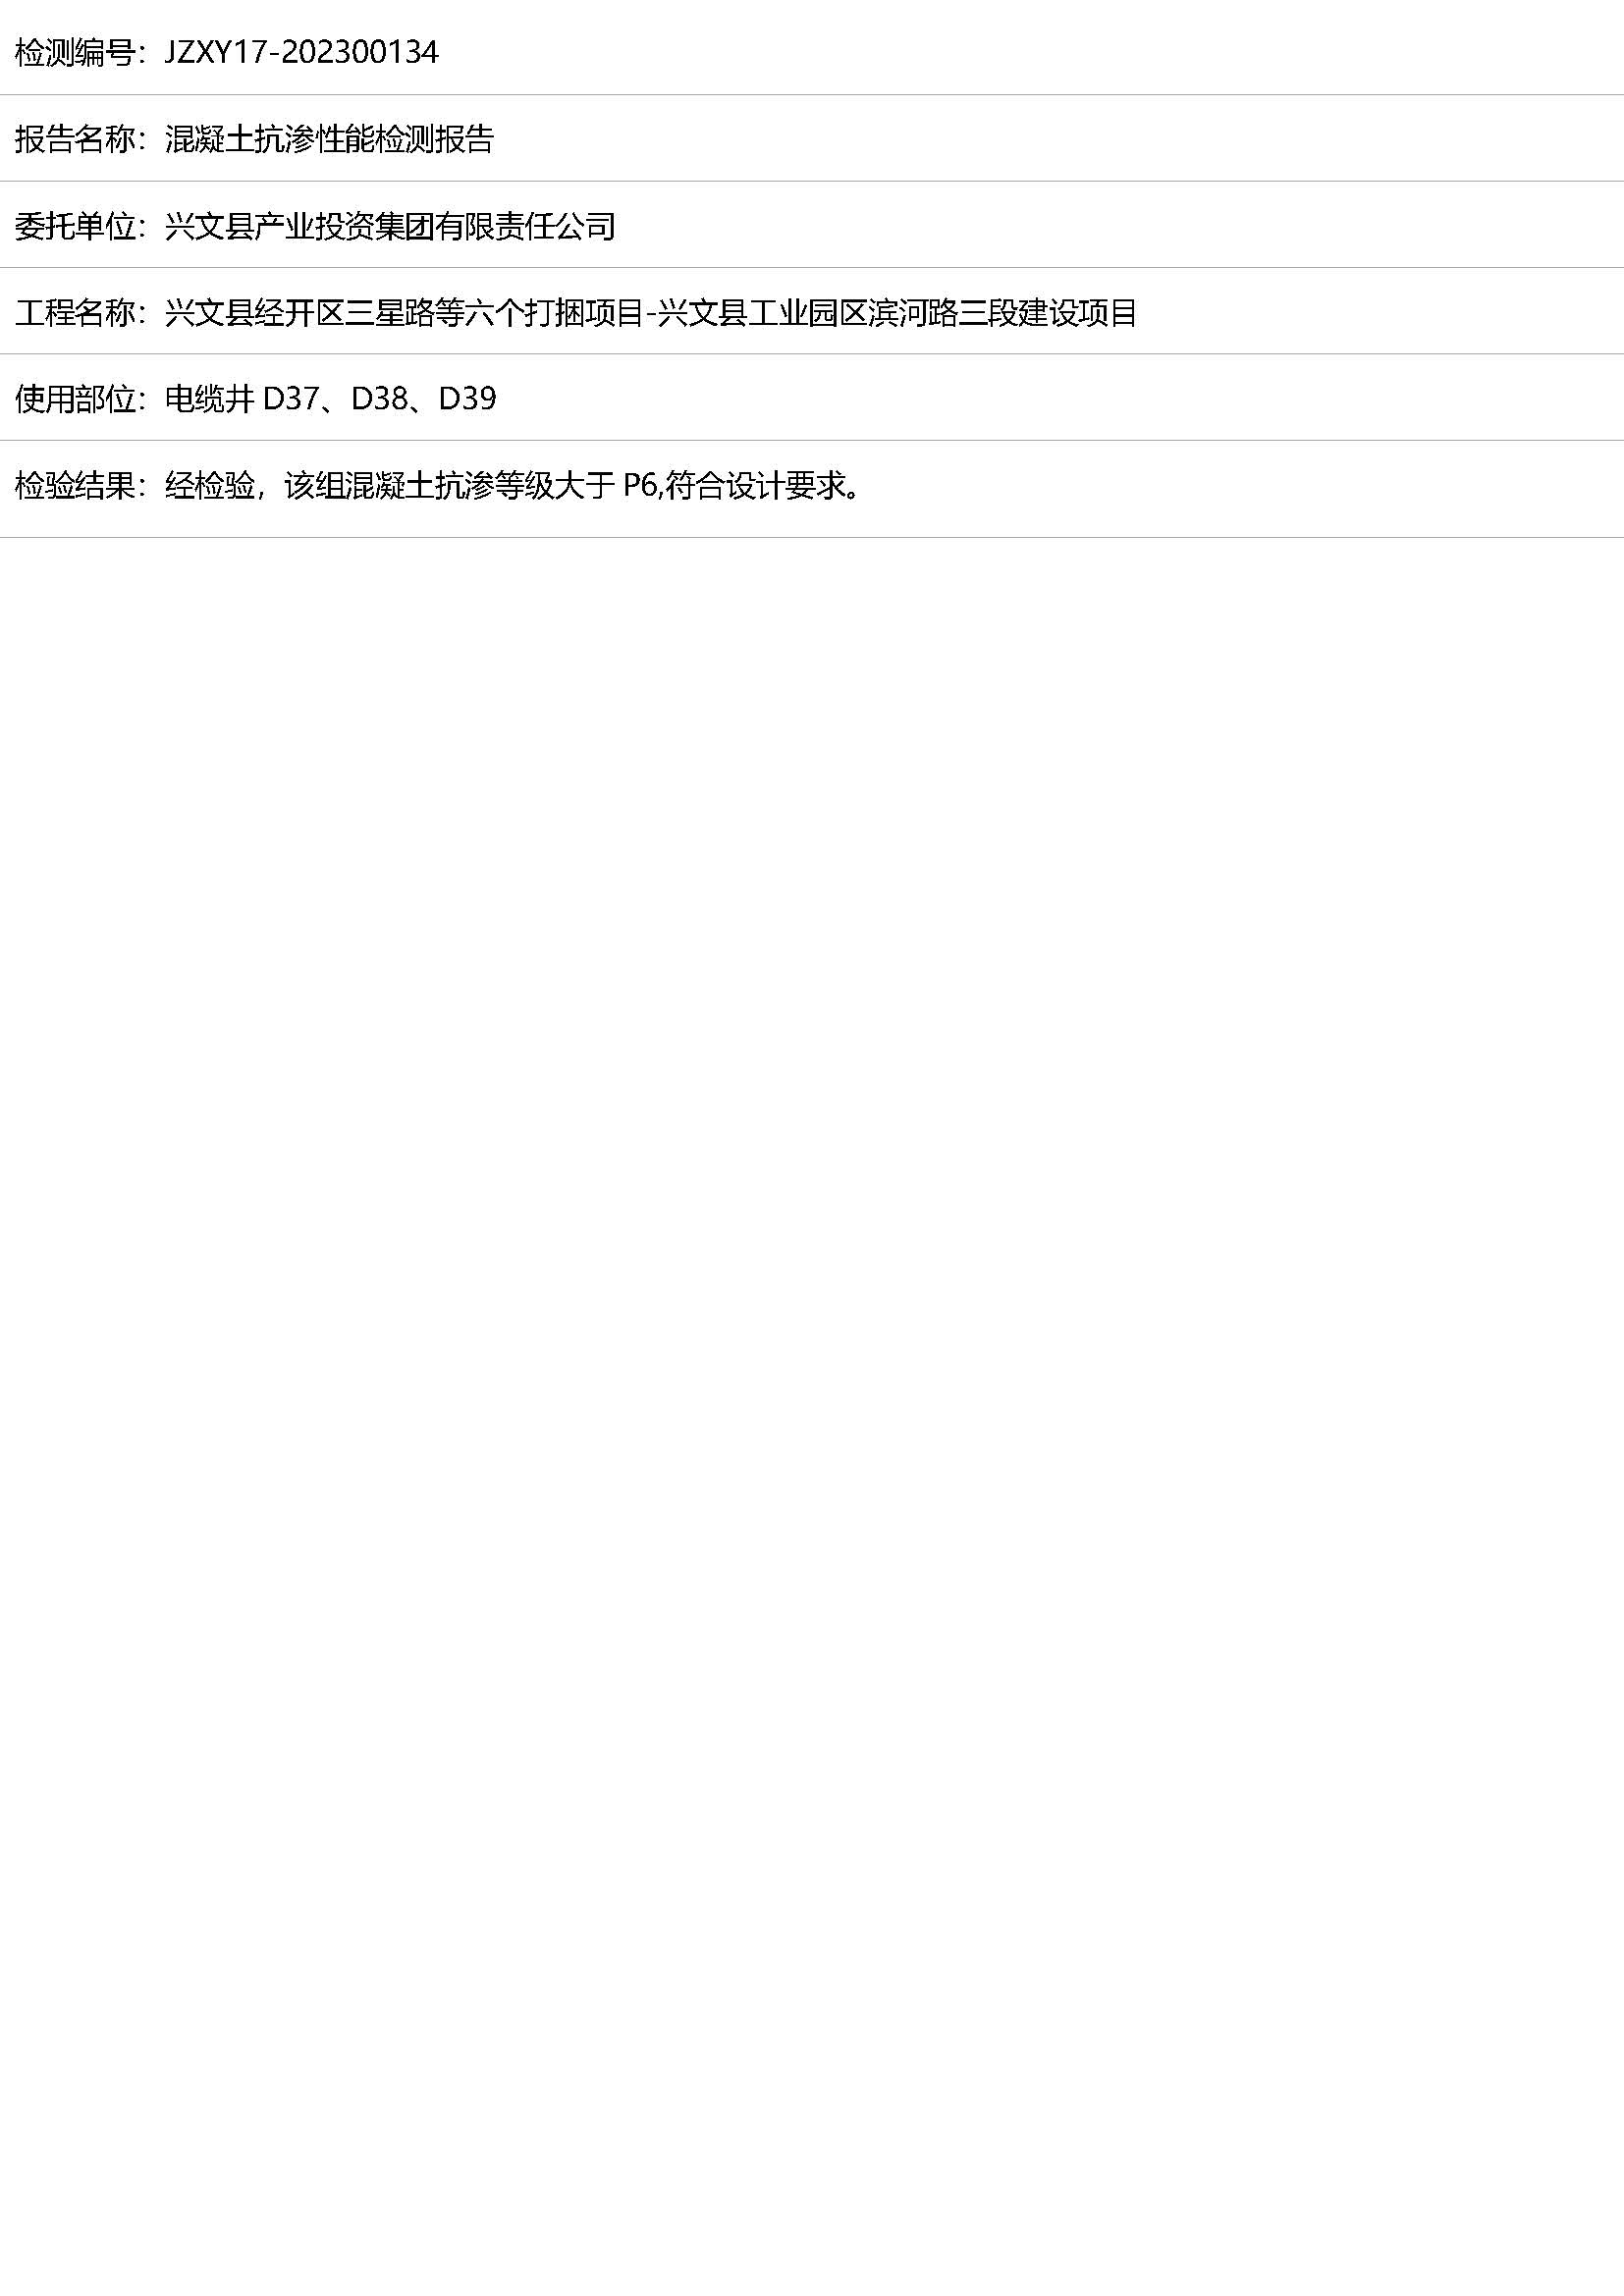 检测编号：JZXY17-202300134
报告名称：混凝土抗渗性能检测报告
委托单位：兴文县产业投资集团有限责任公司
工程名称：兴文县经开区三星路等六个打捆项目-兴文县工业园区滨河路三段建设项目
使用部位：电缆井 D37、D38、D39
检验结果：经检验，该组混凝土抗渗等级大于 P6,符合设计要求。